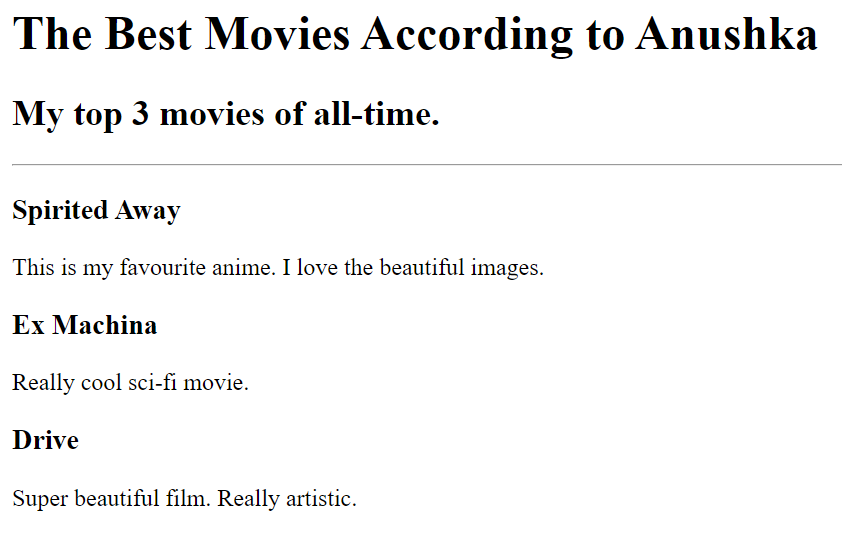 The Best Movies According to Anushka
My top 3 movies of all-time.
Spirited Away
This is my favourite anime. I love the beautiful images.
Ex Machina
Really cool sci-fi movie.
Drive
Super beautiful film. Really artistic.